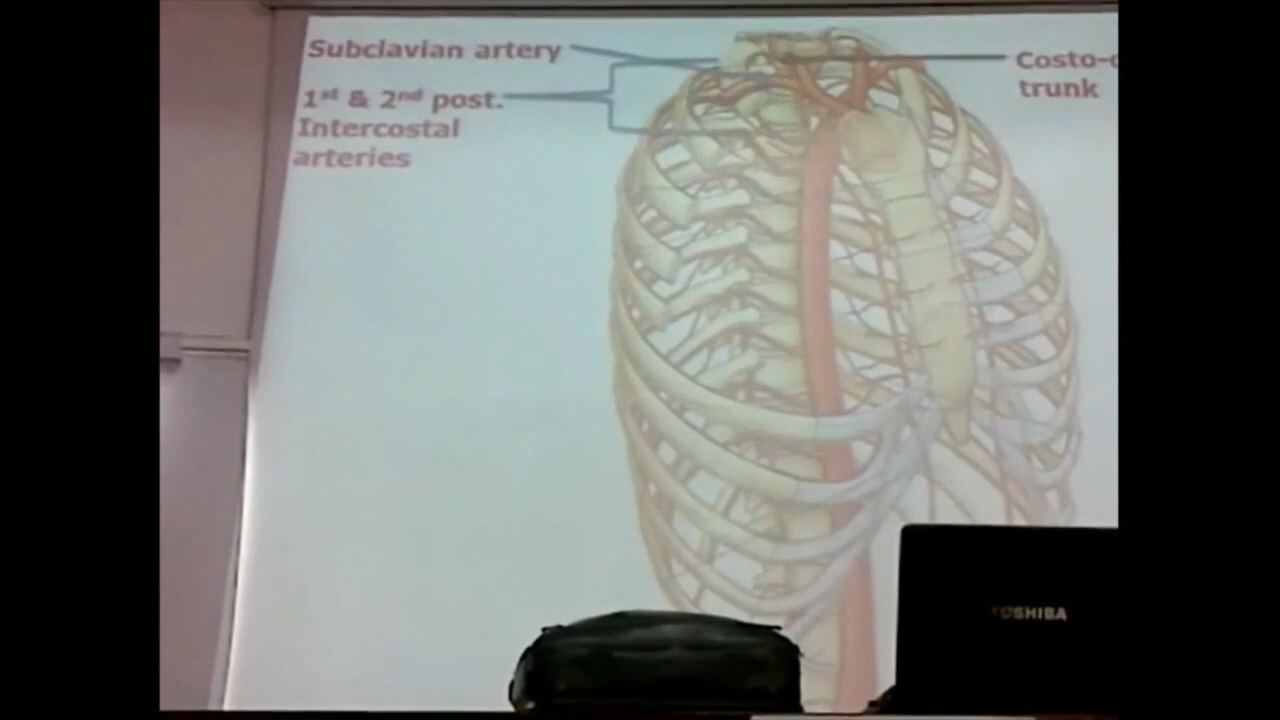 Subclavian artery
1st & 2nd post.
Intercostal
arteries
Costo-c
trunk
TOSHIBA